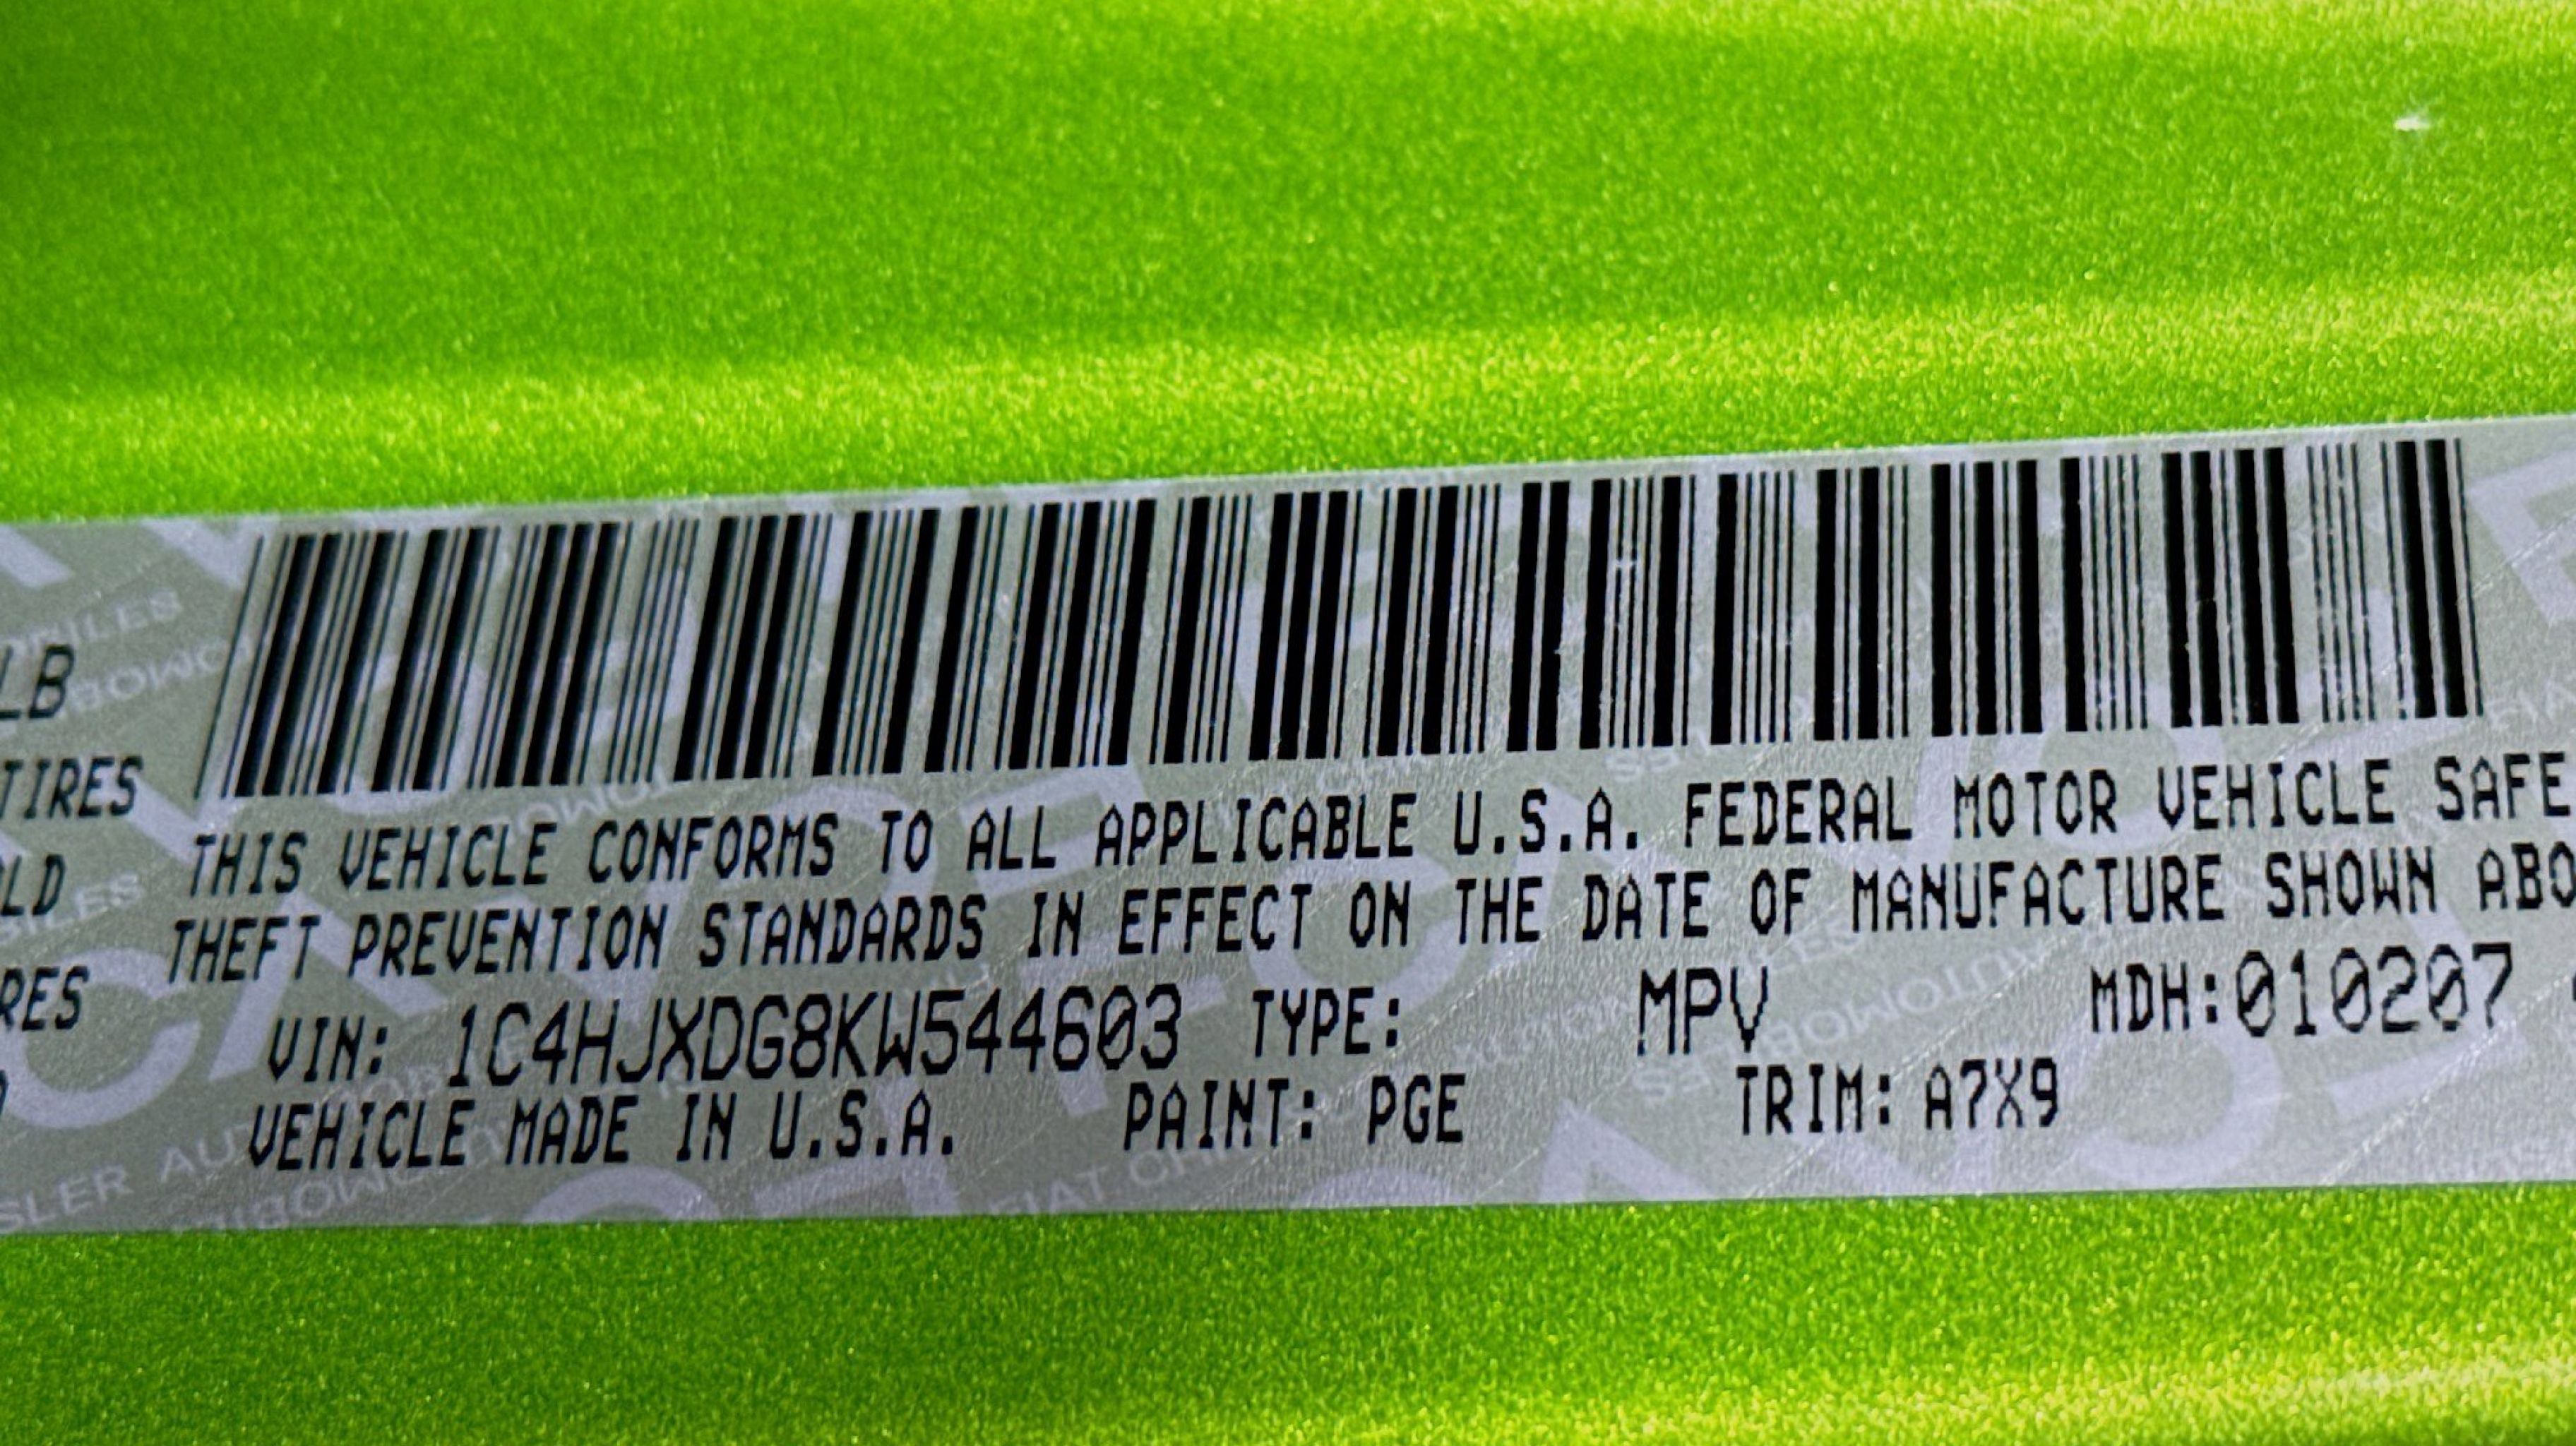 LB
TIRES
THIS VEHICLE CONFORMS TO ALL APPLICABLE U.S.A. FEDERAL MOTOR VEHICLE SAFE
LD
THEFT PREVENTION STANDARDS IN EFFECT ON THE DATE OF MANUFACTURE SHOWN ABO
RES
VIN: 1C4HJXDG8KW544603 TYPE: MPV MDH:010207
VEHICLE MADE IN U.S.A. PAINT: PGE TRIM: A7X9